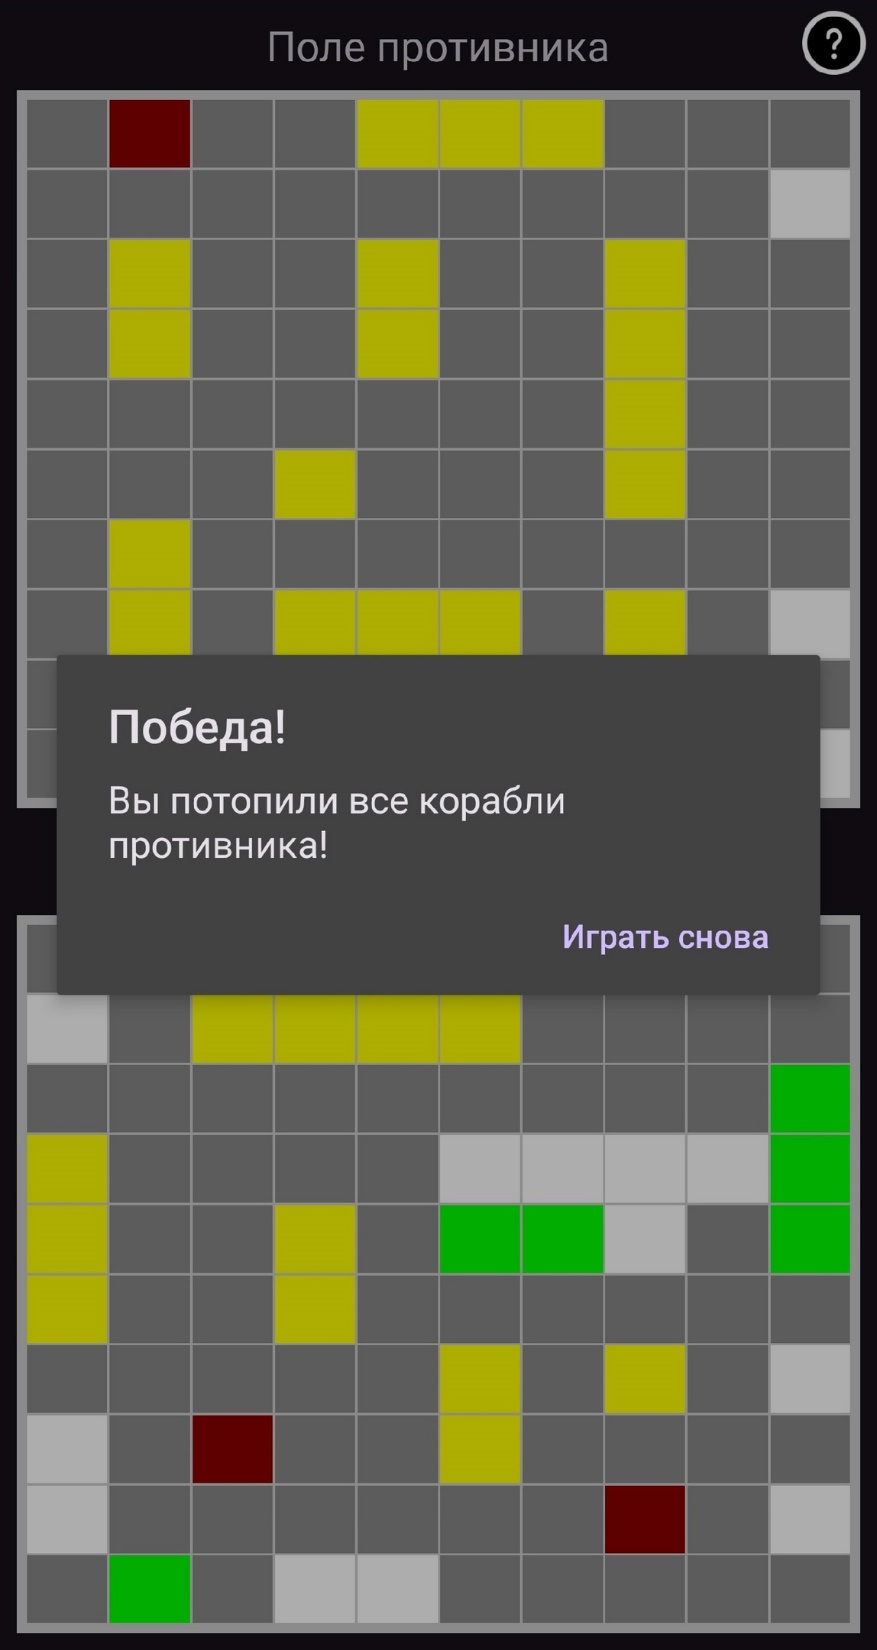 Поле противника
?
Победа!
Вы потопили все корабли
противника!
Играть снова